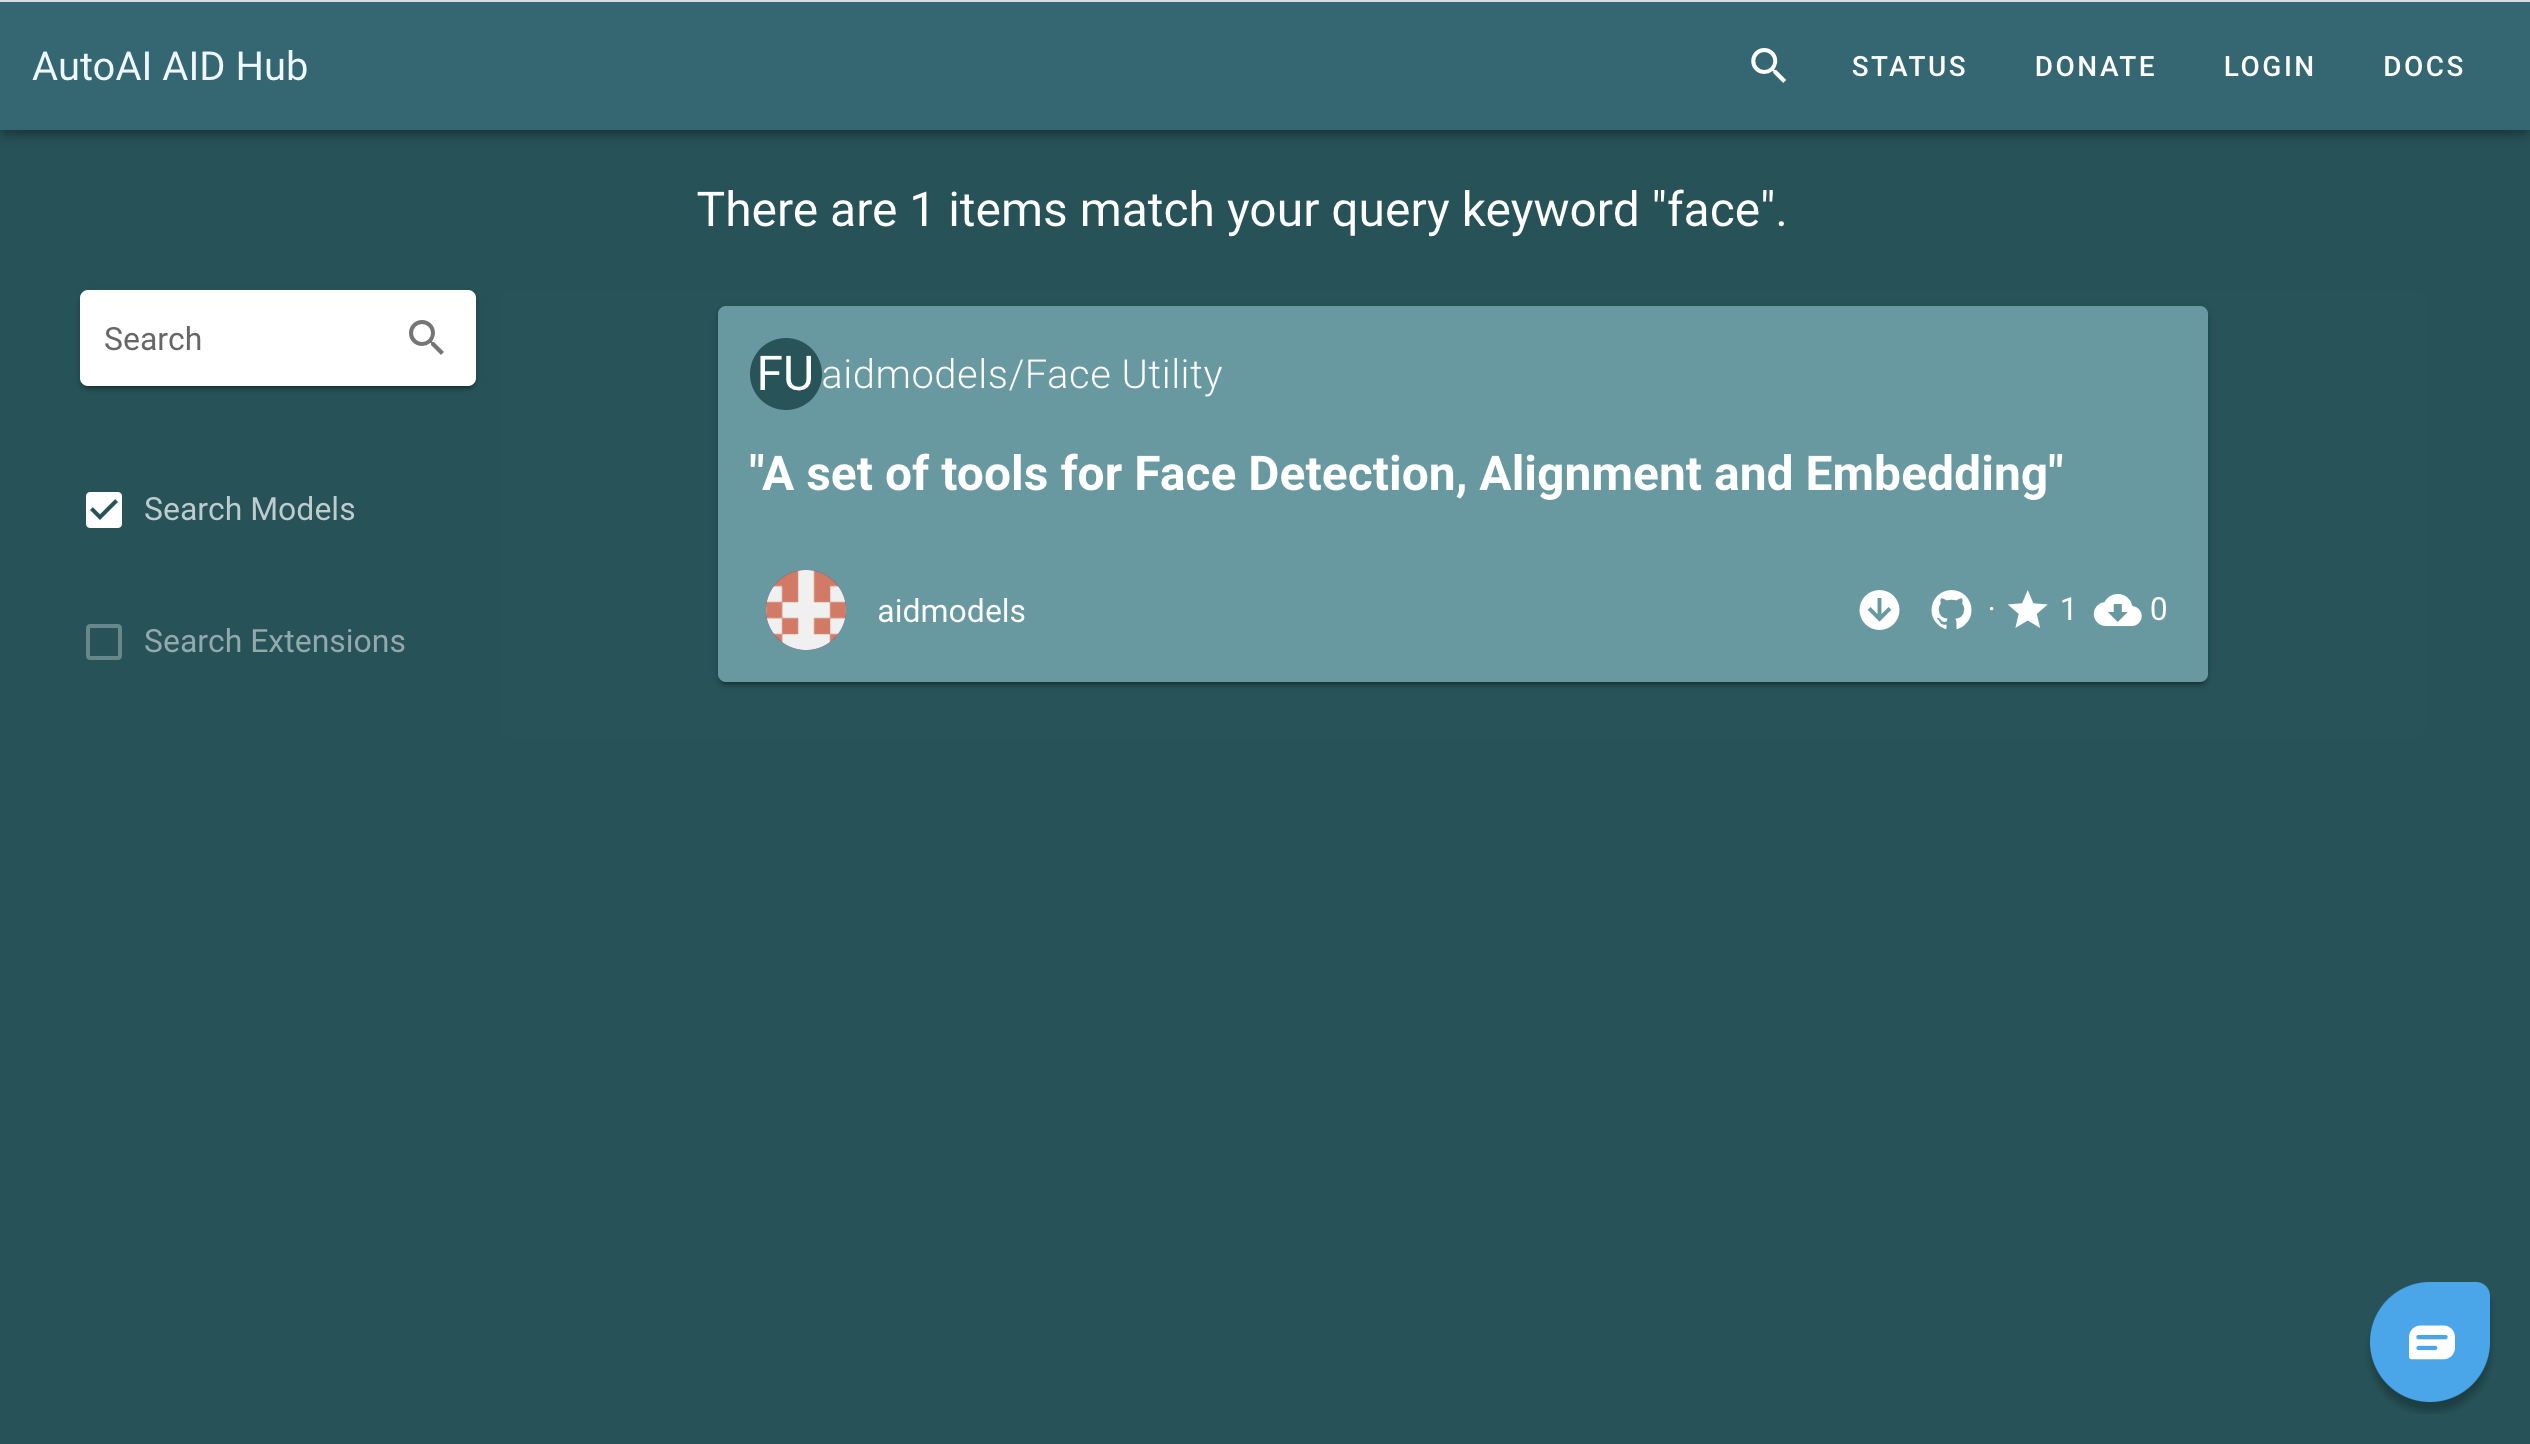 AutoAI AID Hub
STATUS
DONATE
LOGIN
DOCS
There are 1 items match your query keyword "face".
Search
Search Models
Search Extensions
FU aidmodels/Face Utility
"A set of tools for Face Detection, Alignment and Embedding"
aidmodels
· 1 0